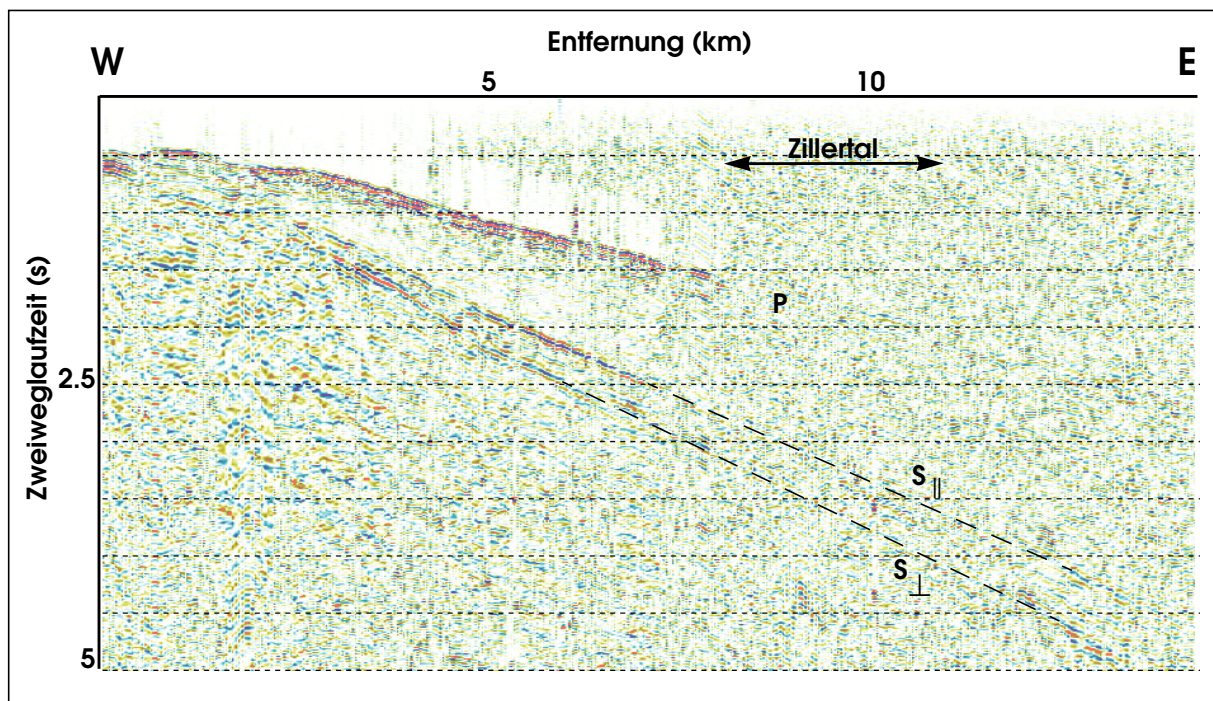 Entfernung (km)
W
E
5
10
Zillertal
P
2.5
Zweiweglaufzeit (s)
S ||
S ⊥
5